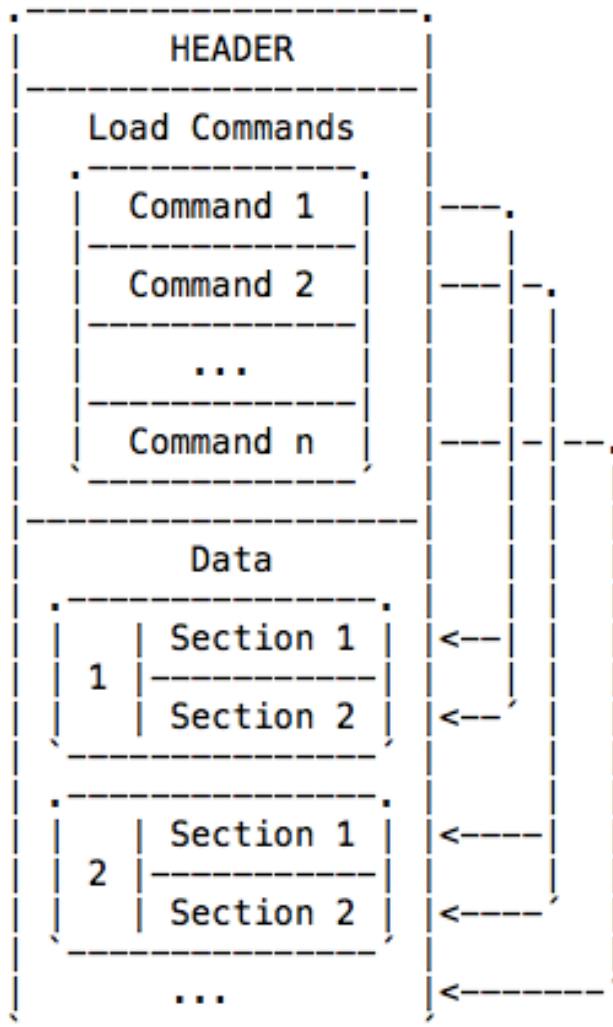 HEADER
Load Commands
Command 1
Command 2
...
Command n
Data
Section 1
1
Section 2
Section 1
2
Section 2
...